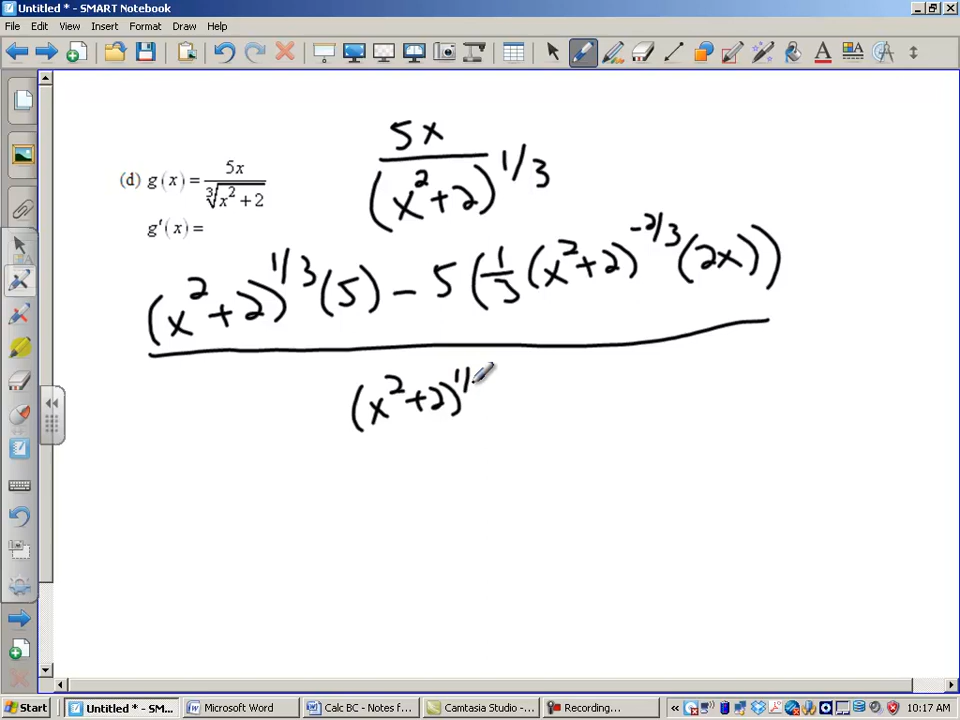 Untitled * - SMART Notebook
File Edit View Insert Format Draw Help
5x
(x²+2)^1/3
(d) g(x) = 5x / ∛(x² + 2)
g'(x) =
(x²+2)^1/3 (5) − 5(1/3 (x²+2)^-2/3 (2x))
(x²+2)^1/
Start
Untitled * - SM...
Microsoft Word
Calc BC - Notes f...
Camtasia Studio -...
Recording...
«
10:17 AM